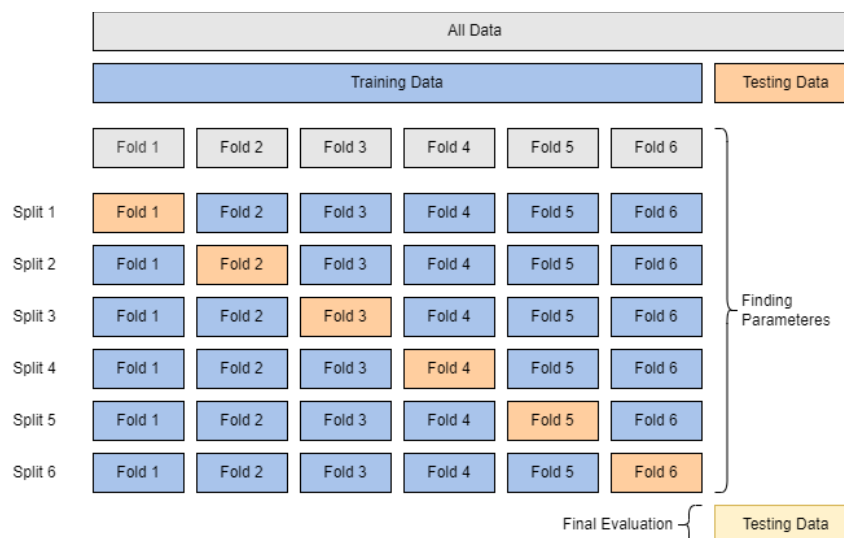 All Data
Training Data Testing Data
Fold 1 Fold 2 Fold 3 Fold 4 Fold 5 Fold 6
Split 1 Fold 1 Fold 2 Fold 3 Fold 4 Fold 5 Fold 6
Split 2 Fold 1 Fold 2 Fold 3 Fold 4 Fold 5 Fold 6
Split 3 Fold 1 Fold 2 Fold 3 Fold 4 Fold 5 Fold 6
Finding
Parameteres
Split 4 Fold 1 Fold 2 Fold 3 Fold 4 Fold 5 Fold 6
Split 5 Fold 1 Fold 2 Fold 3 Fold 4 Fold 5 Fold 6
Split 6 Fold 1 Fold 2 Fold 3 Fold 4 Fold 5 Fold 6
Final Evaluation Testing Data